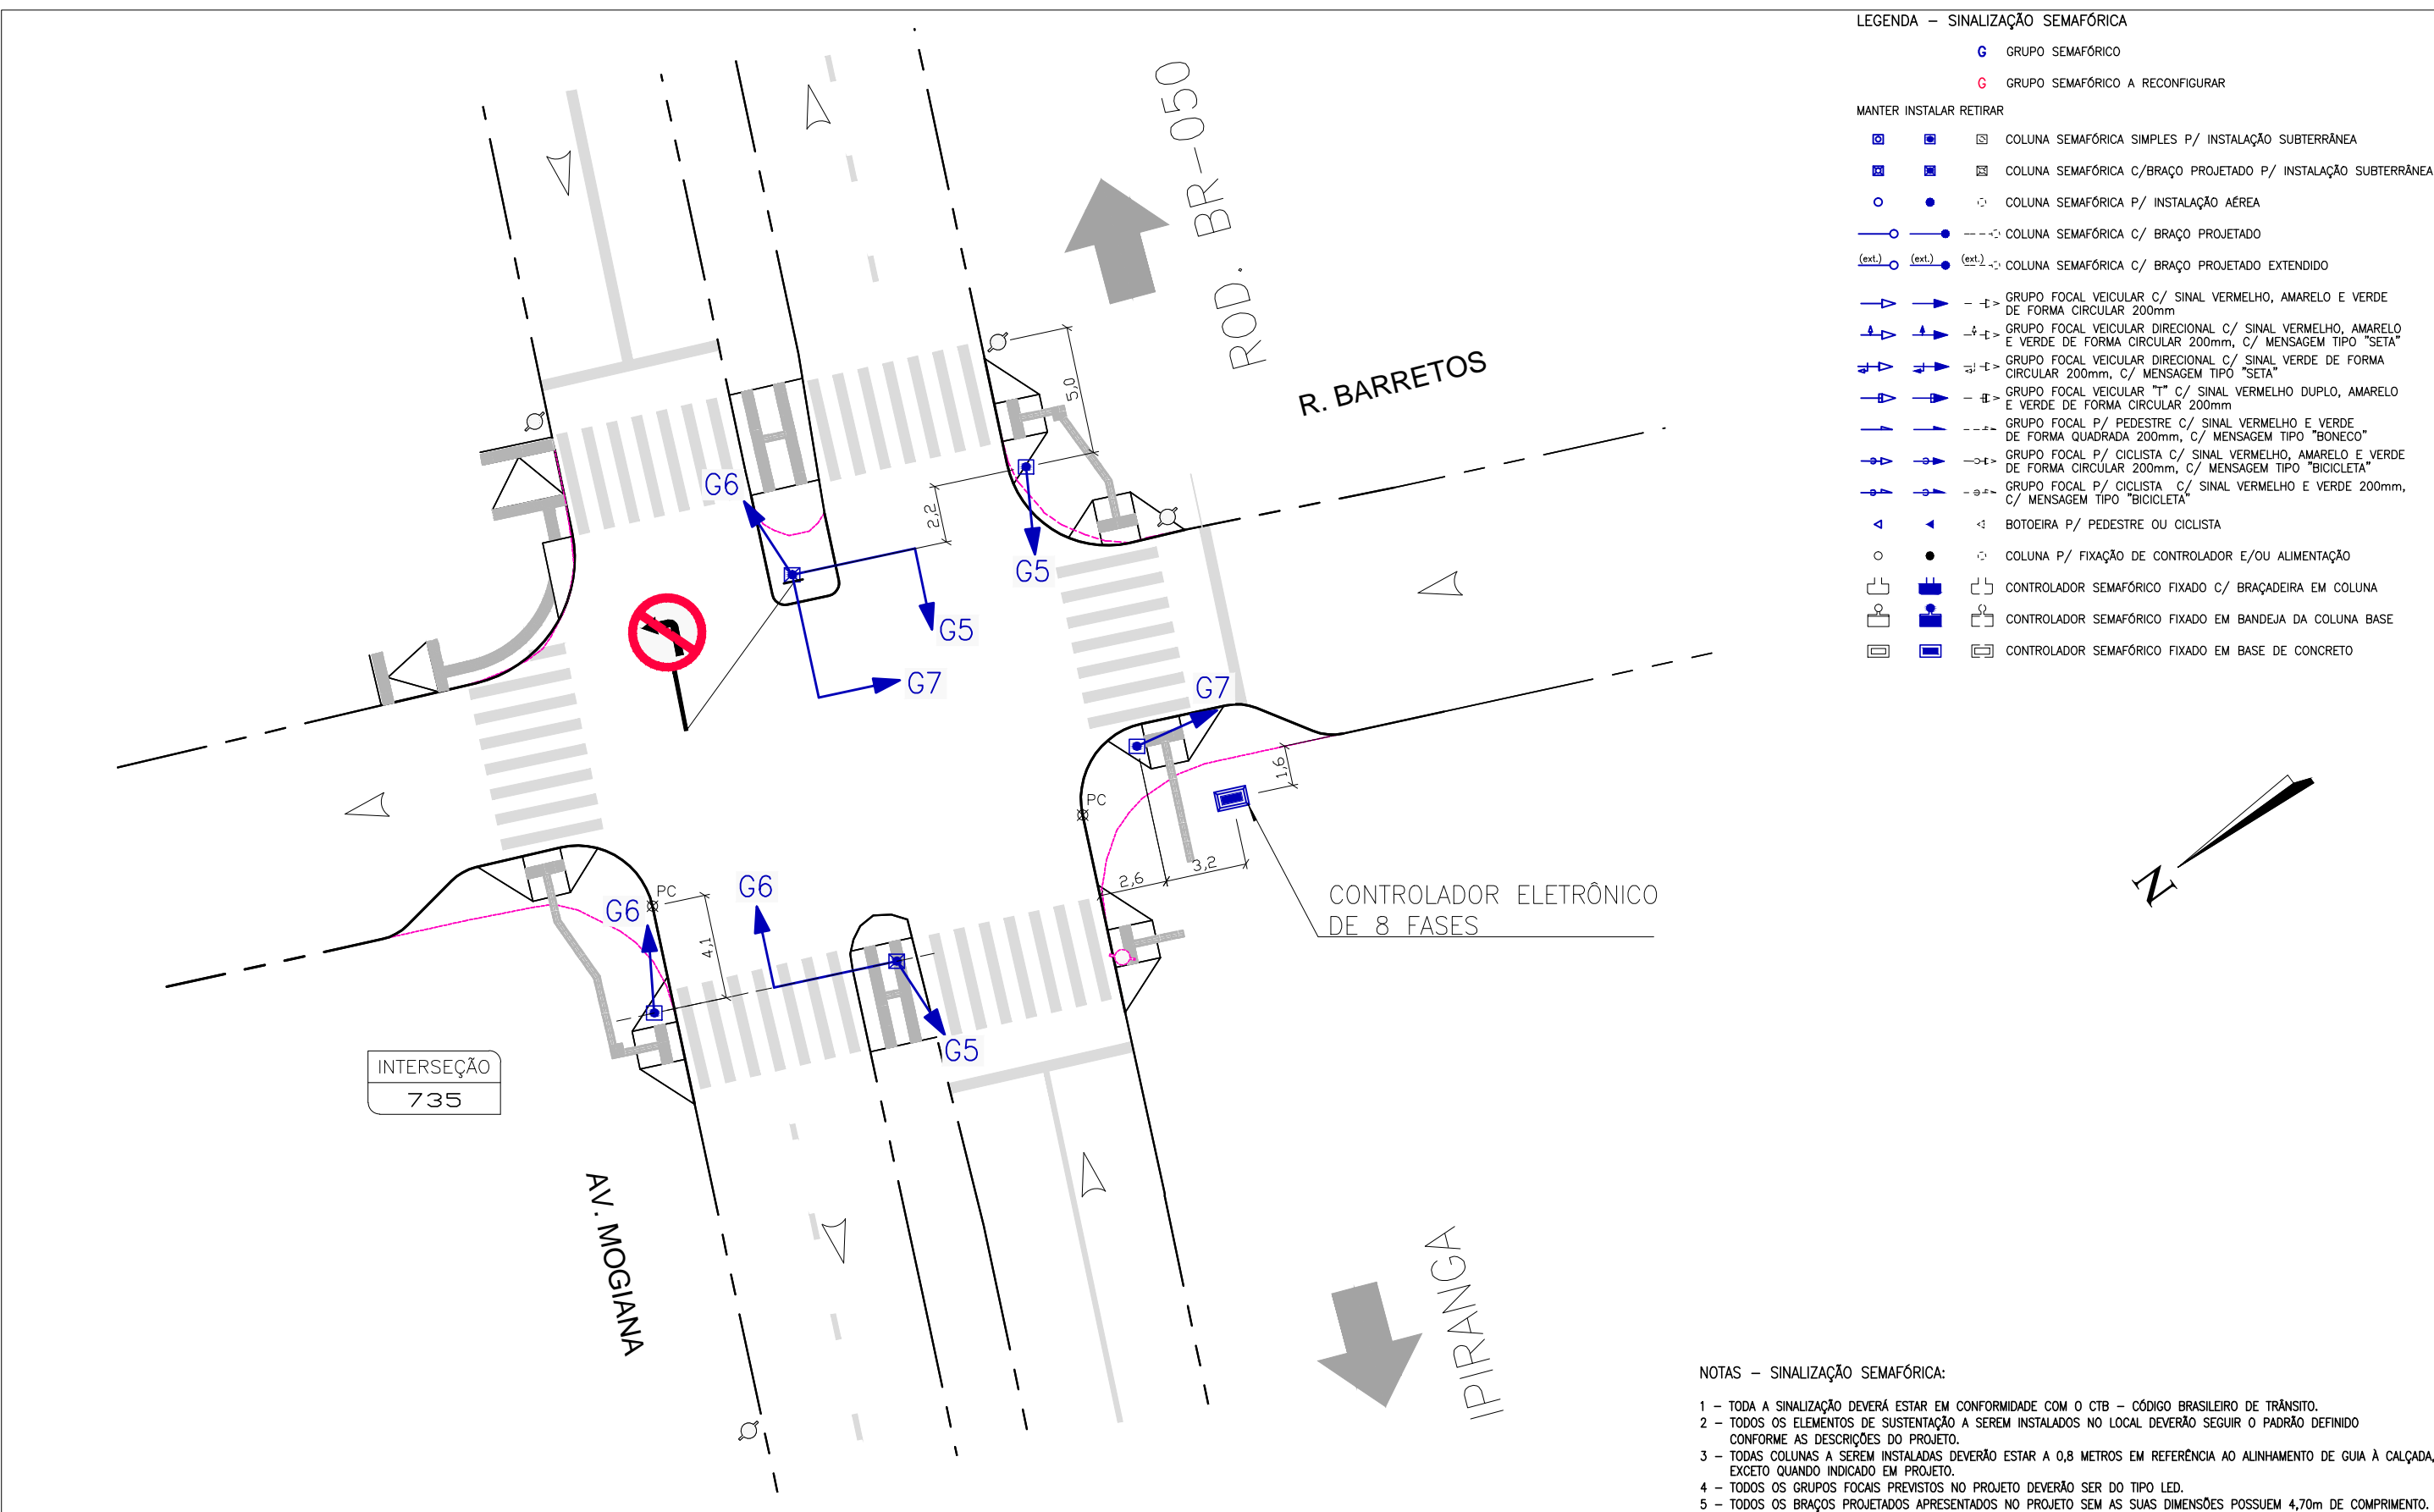 LEGENDA – SINALIZAÇÃO SEMAFÓRICA
G GRUPO SEMAFÓRICO
G GRUPO SEMAFÓRICO A RECONFIGURAR
MANTER INSTALAR RETIRAR
COLUNA SEMAFÓRICA SIMPLES P/ INSTALAÇÃO SUBTERRÂNEA
COLUNA SEMAFÓRICA C/BRAÇO PROJETADO P/ INSTALAÇÃO SUBTERRÂNEA
COLUNA SEMAFÓRICA P/ INSTALAÇÃO AÉREA
COLUNA SEMAFÓRICA C/ BRAÇO PROJETADO
(ext.) (ext.) (ext.) COLUNA SEMAFÓRICA C/ BRAÇO PROJETADO EXTENDIDO
GRUPO FOCAL VEICULAR C/ SINAL VERMELHO, AMARELO E VERDE
DE FORMA CIRCULAR 200mm
GRUPO FOCAL VEICULAR DIRECIONAL C/ SINAL VERMELHO, AMARELO
E VERDE DE FORMA CIRCULAR 200mm, C/ MENSAGEM TIPO "SETA"
GRUPO FOCAL VEICULAR DIRECIONAL C/ SINAL VERDE DE FORMA
CIRCULAR 200mm, C/ MENSAGEM TIPO "SETA"
GRUPO FOCAL VEICULAR "T" C/ SINAL VERMELHO DUPLO, AMARELO
E VERDE DE FORMA CIRCULAR 200mm
GRUPO FOCAL P/ PEDESTRE C/ SINAL VERMELHO E VERDE
DE FORMA QUADRADA 200mm, C/ MENSAGEM TIPO "BONECO"
GRUPO FOCAL P/ CICLISTA C/ SINAL VERMELHO, AMARELO E VERDE
DE FORMA CIRCULAR 200mm, C/ MENSAGEM TIPO "BICICLETA"
GRUPO FOCAL P/ CICLISTA C/ SINAL VERMELHO E VERDE 200mm,
C/ MENSAGEM TIPO "BICICLETA"
BOTOEIRA P/ PEDESTRE OU CICLISTA
COLUNA P/ FIXAÇÃO DE CONTROLADOR E/OU ALIMENTAÇÃO
CONTROLADOR SEMAFÓRICO FIXADO C/ BRAÇADEIRA EM COLUNA
CONTROLADOR SEMAFÓRICO FIXADO EM BANDEJA DA COLUNA BASE
CONTROLADOR SEMAFÓRICO FIXADO EM BASE DE CONCRETO
ROD. BR-050
R. BARRETOS
5,0
G6
2,2
G5
G5
G7
G7
1,6
PC
3,2
2,6
CONTROLADOR ELETRÔNICO
DE 8 FASES
G6
PC
G6
4,1
G5
N
INTERSEÇÃO
735
AV. MOGIANA
IPIRANGA
NOTAS – SINALIZAÇÃO SEMAFÓRICA:
1 – TODA A SINALIZAÇÃO DEVERÁ ESTAR EM CONFORMIDADE COM O CTB – CÓDIGO BRASILEIRO DE TRÂNSITO.
2 – TODOS OS ELEMENTOS DE SUSTENTAÇÃO A SEREM INSTALADOS NO LOCAL DEVERÃO SEGUIR O PADRÃO DEFINIDO
CONFORME AS DESCRIÇÕES DO PROJETO.
3 – TODAS COLUNAS A SEREM INSTALADAS DEVERÃO ESTAR A 0,8 METROS EM REFERÊNCIA AO ALINHAMENTO DE GUIA À CALÇADA,
EXCETO QUANDO INDICADO EM PROJETO.
4 – TODOS OS GRUPOS FOCAIS PREVISTOS NO PROJETO DEVERÃO SER DO TIPO LED.
5 – TODOS OS BRAÇOS PROJETADOS APRESENTADOS NO PROJETO SEM AS SUAS DIMENSÕES POSSUEM 4,70m DE COMPRIMENTO.